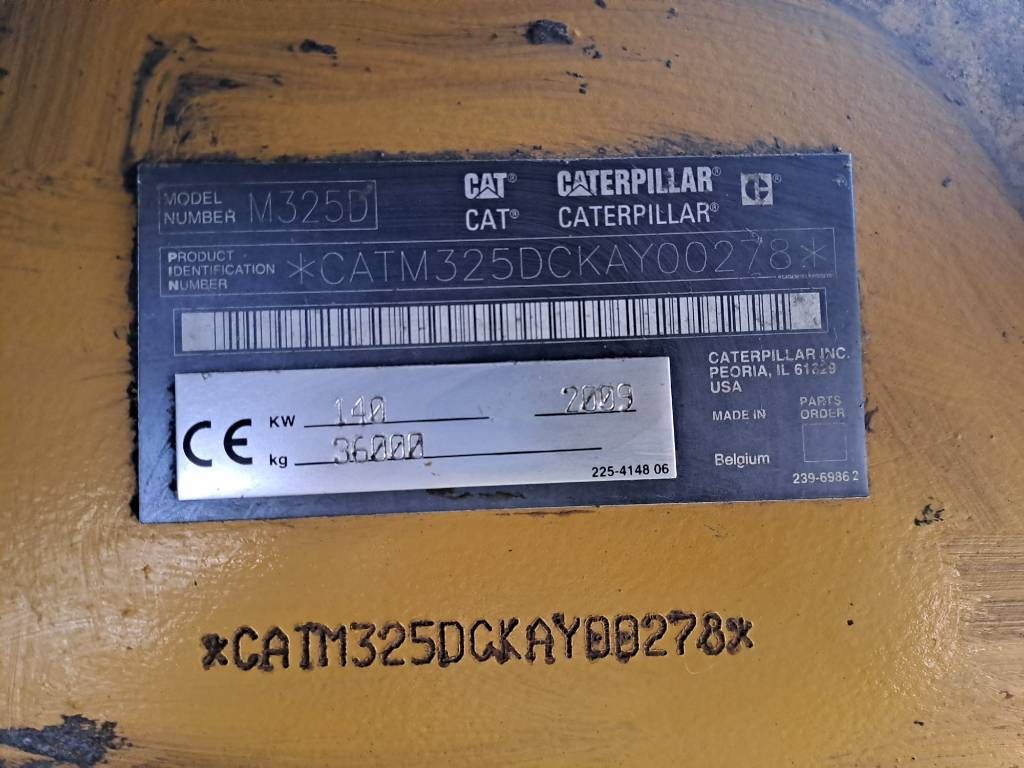 MODEL NUMBER M325D
CAT® CATERPILLAR®
CAT® CATERPILLAR®
PRODUCT IDENTIFICATION NUMBER *CATM325DCKAY00278*
CATERPILLAR INC.
PEORIA, IL 61329
USA
CE KW 140 2009
kg 36000
225-4148 06
MADE IN
Belgium
PARTS
ORDER
239-6986 2
*CATM325DCKAY00278*